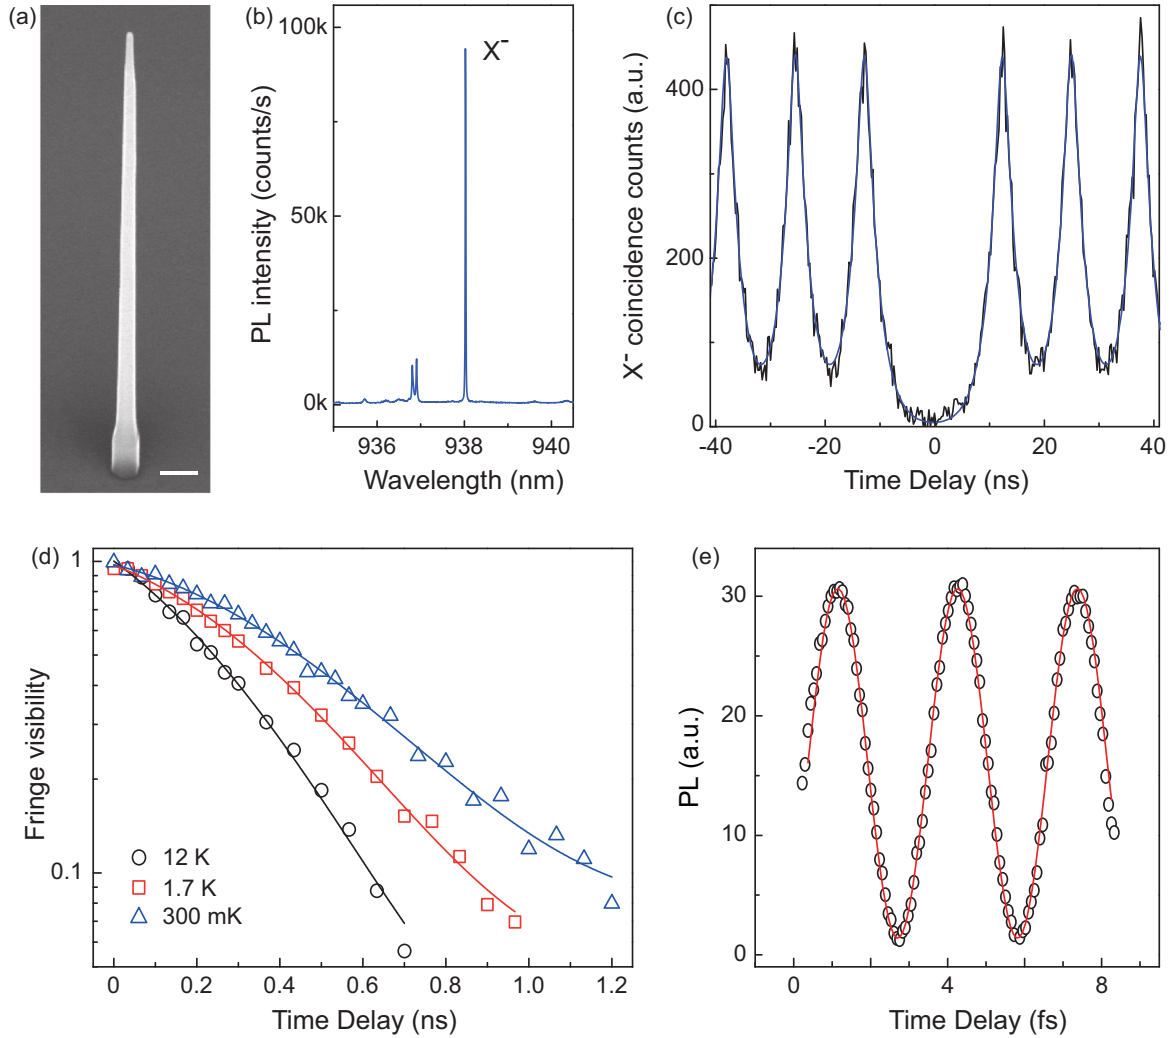 (a)
(b)
100k
50k
0k
PL intensity (counts/s)
X⁻
936
938
940
Wavelength (nm)
(c)
400
200
0
X⁻ coincidence counts (a.u.)
-40
-20
0
20
40
Time Delay (ns)
(d)
1
0.1
Fringe visibility
12 K
1.7 K
300 mK
0
0.2
0.4
0.6
0.8
1.0
1.2
Time Delay (ns)
(e)
30
20
10
0
PL (a.u.)
0
4
8
Time Delay (fs)